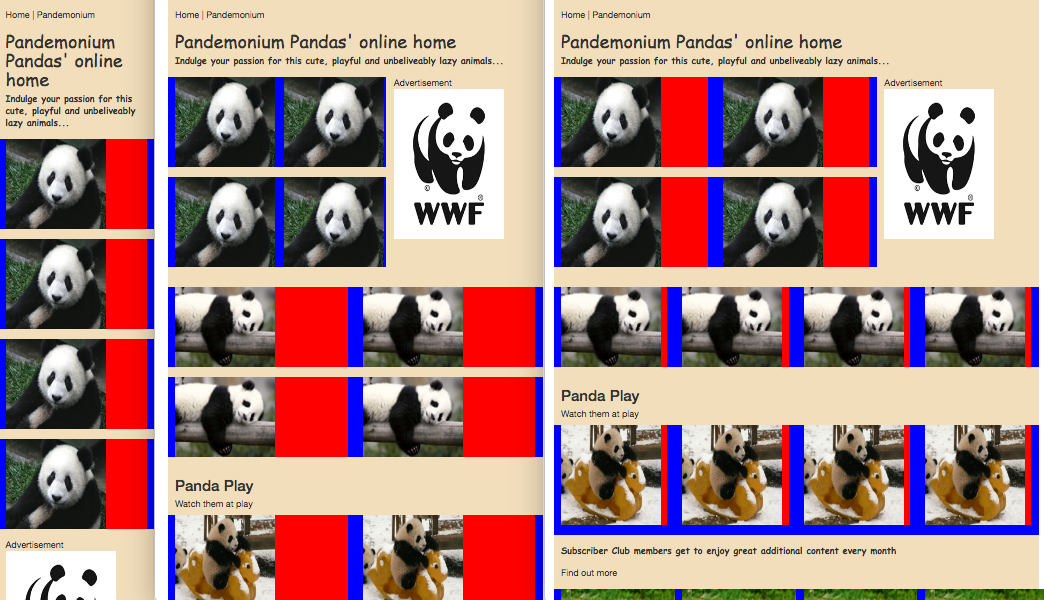 Home | Pandemonium
Pandemonium
Pandas' online
home
Indulge your passion for this
cute, playful and unbeliveably
lazy animals...
Advertisement
Home | Pandemonium
Pandemonium Pandas' online home
Indulge your passion for this cute, playful and unbeliveably lazy animals...
Advertisement
©
®
WWF
Panda Play
Watch them at play
Home | Pandemonium
Pandemonium Pandas' online home
Indulge your passion for this cute, playful and unbeliveably lazy animals...
Advertisement
©
®
WWF
Panda Play
Watch them at play
Subscriber Club members get to enjoy great additional content every month
Find out more